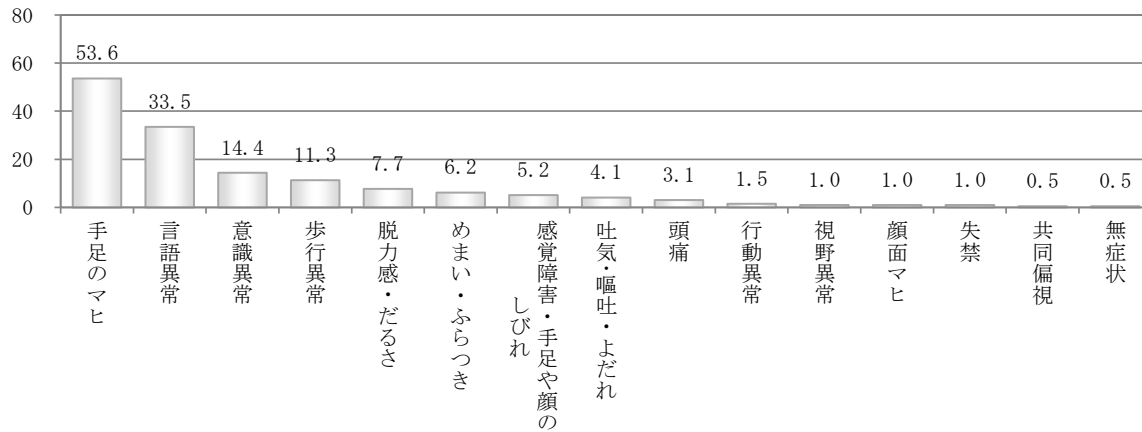 80
60
40
20
0
53.6
33.5
14.4
11.3
7.7
6.2
5.2
4.1
3.1
1.5
1.0
1.0
1.0
0.5
0.5
手足のマヒ
言語異常
意識異常
歩行異常
脱力感・だるさ
めまい・ふらつき
感覚障害・手足や顔の
しびれ
吐気・嘔吐・よだれ
頭痛
行動異常
視野異常
顔面マヒ
失禁
共同偏視
無症状